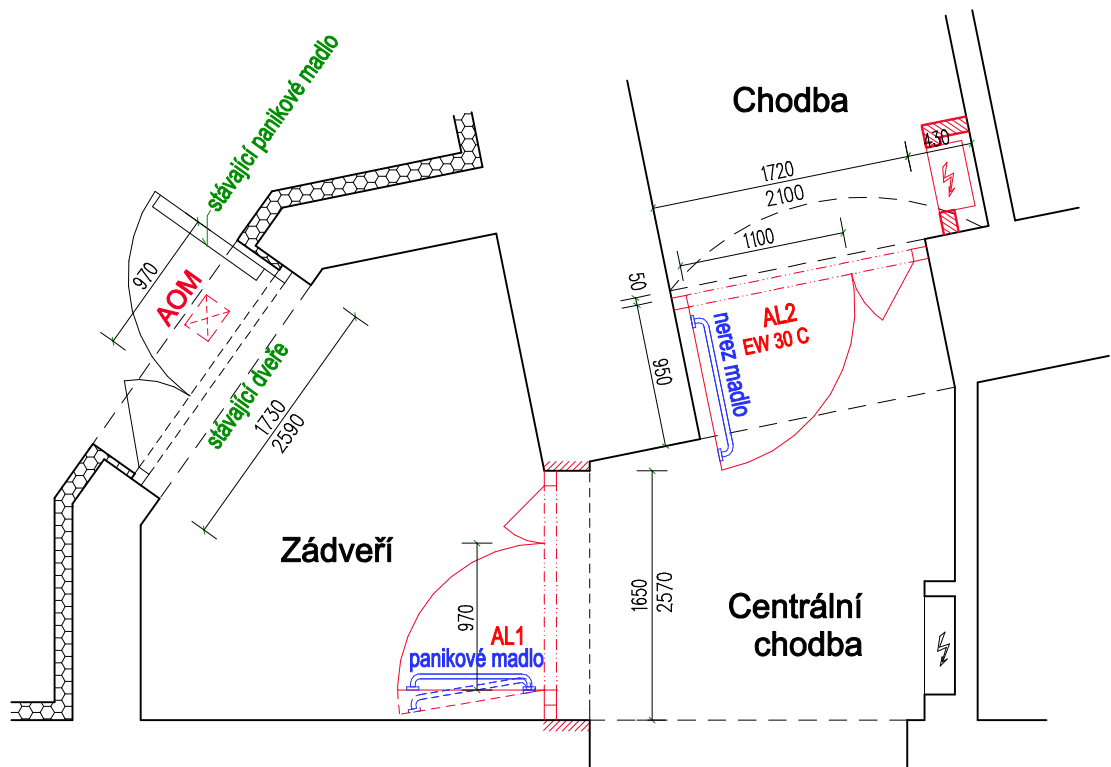 stávající panikové madlo
Chodba
430
1720
2100
1100
970
AOM
50
AL2
EW 30 C
nerez madlo
950
stávající dveře
1730
2590
Zádveří
1650
2570
970
AL1
panikové madlo
Centrální
chodba